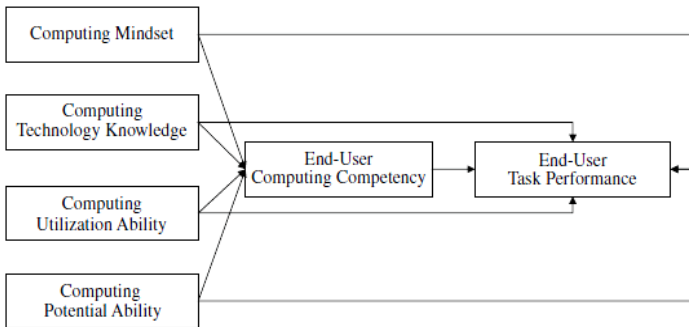 Computing Mindset
Computing
Technology Knowledge
End-User
Computing Competency
End-User
Task Performance
Computing
Utilization Ability
Computing
Potential Ability